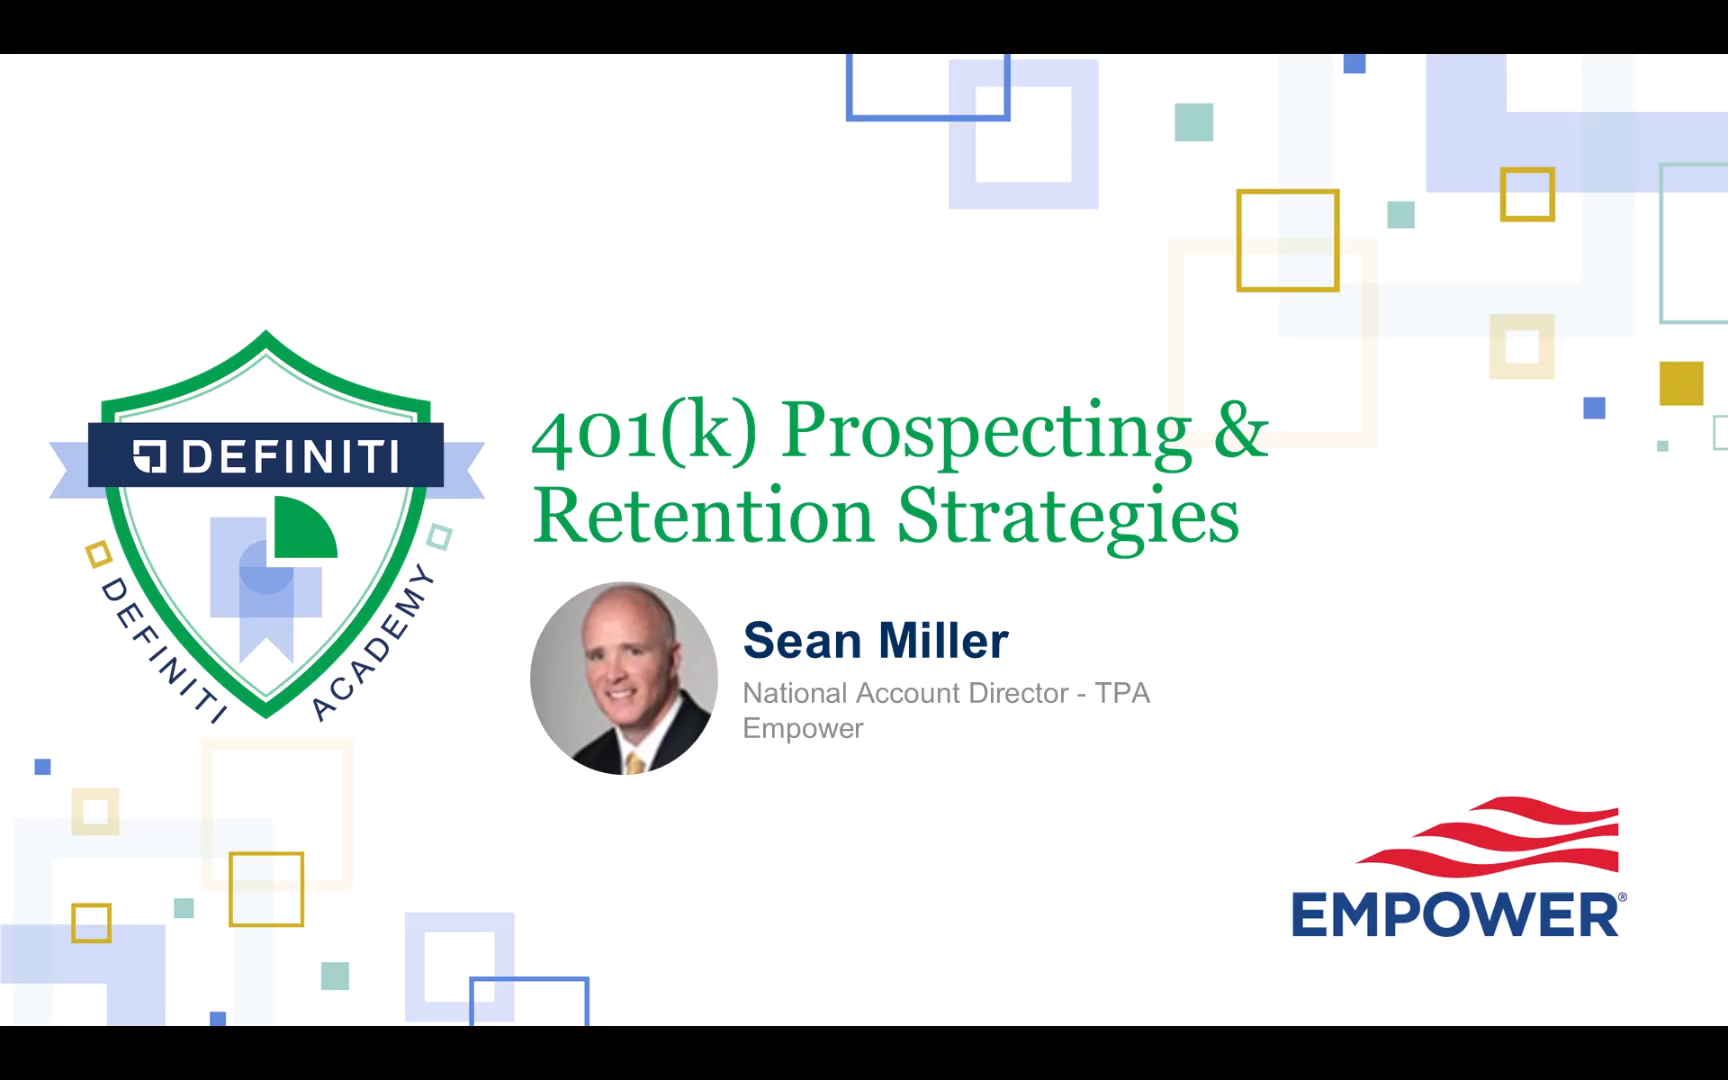 DEFINITI
DEFINITI ACADEMY
401(k) Prospecting &
Retention Strategies
Sean Miller
National Account Director - TPA
Empower
EMPOWER®